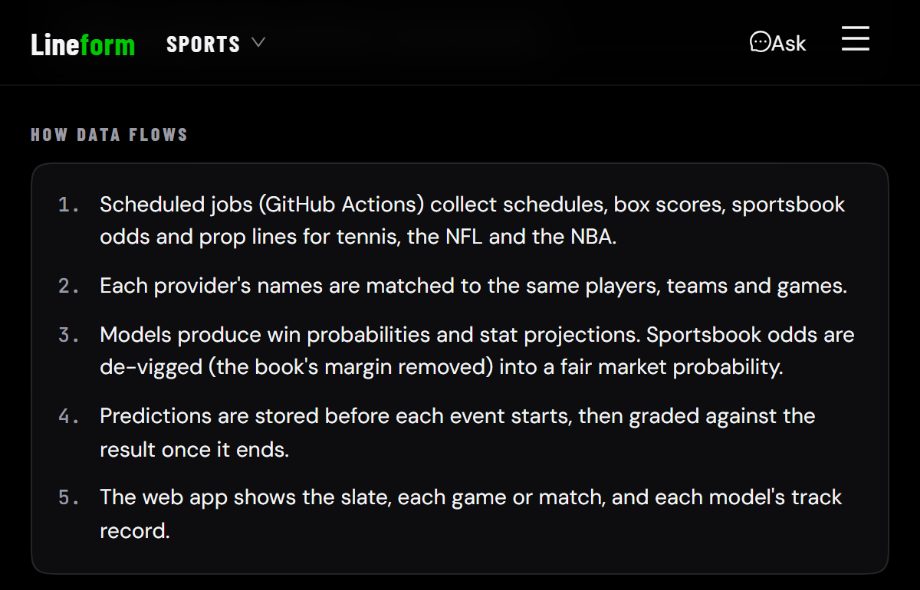 Lineform SPORTS Ask
HOW DATA FLOWS
1. Scheduled jobs (GitHub Actions) collect schedules, box scores, sportsbook
odds and prop lines for tennis, the NFL and the NBA.
2. Each provider's names are matched to the same players, teams and games.
3. Models produce win probabilities and stat projections. Sportsbook odds are
de-vigged (the book's margin removed) into a fair market probability.
4. Predictions are stored before each event starts, then graded against the
result once it ends.
5. The web app shows the slate, each game or match, and each model's track
record.